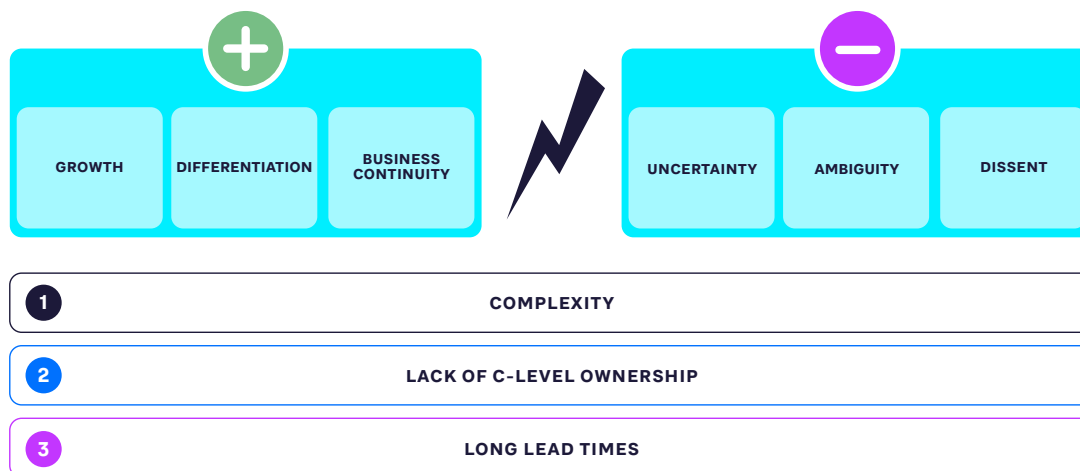 GROWTH
DIFFERENTIATION
BUSINESS
CONTINUITY
UNCERTAINTY
AMBIGUITY
DISSENT
1 COMPLEXITY
2 LACK OF C-LEVEL OWNERSHIP
3 LONG LEAD TIMES